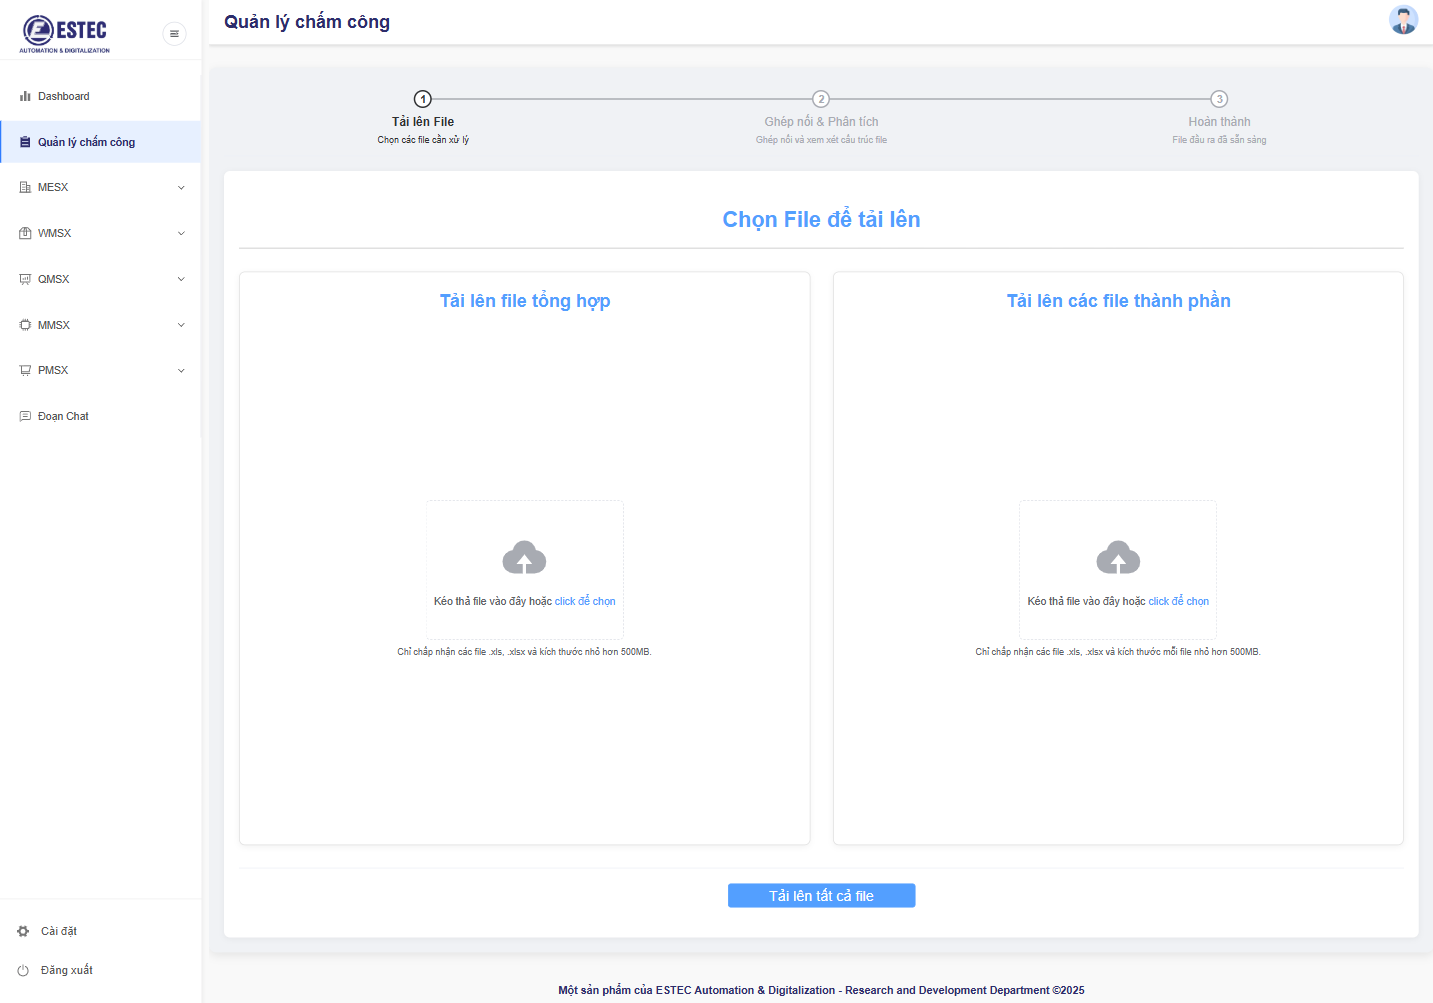 ESTEC
AUTOMATION & DIGITALIZATION
Quản lý chấm công
Dashboard
Quản lý chấm công
MESX
WMSX
QMSX
MMSX
PMSX
Đoạn Chat
Cài đặt
Đăng xuất
1
Tải lên File
Chọn các file cần xử lý
2
Ghép nối & Phân tích
Ghép nối và xem xét cấu trúc file
3
Hoàn thành
File đầu ra đã sẵn sàng
Chọn File để tải lên
Tải lên file tổng hợp
Kéo thả file vào đây hoặc click để chọn
Chỉ chấp nhận các file .xls, .xlsx và kích thước nhỏ hơn 500MB.
Tải lên các file thành phần
Kéo thả file vào đây hoặc click để chọn
Chỉ chấp nhận các file .xls, .xlsx và kích thước mỗi file nhỏ hơn 500MB.
Tải lên tất cả file
Một sản phẩm của ESTEC Automation & Digitalization - Research and Development Department ©2025